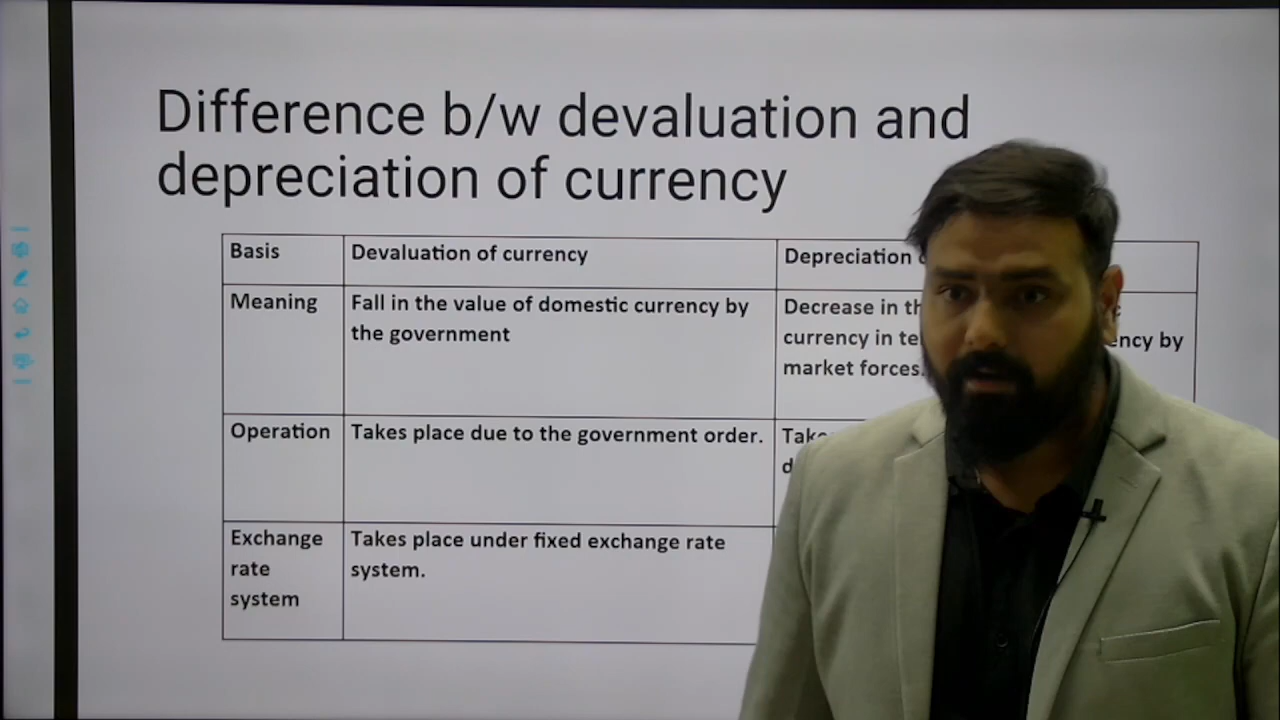 Difference b/w devaluation and
depreciation of currency
Basis
Devaluation of currency
Depreciation
Meaning
Fall in the value of domestic currency by
the government
Decrease in
currency in
ency by
market forces.
Operation
Takes place due to the government order.
Exchange
rate
system
Takes place under fixed exchange rate
system.